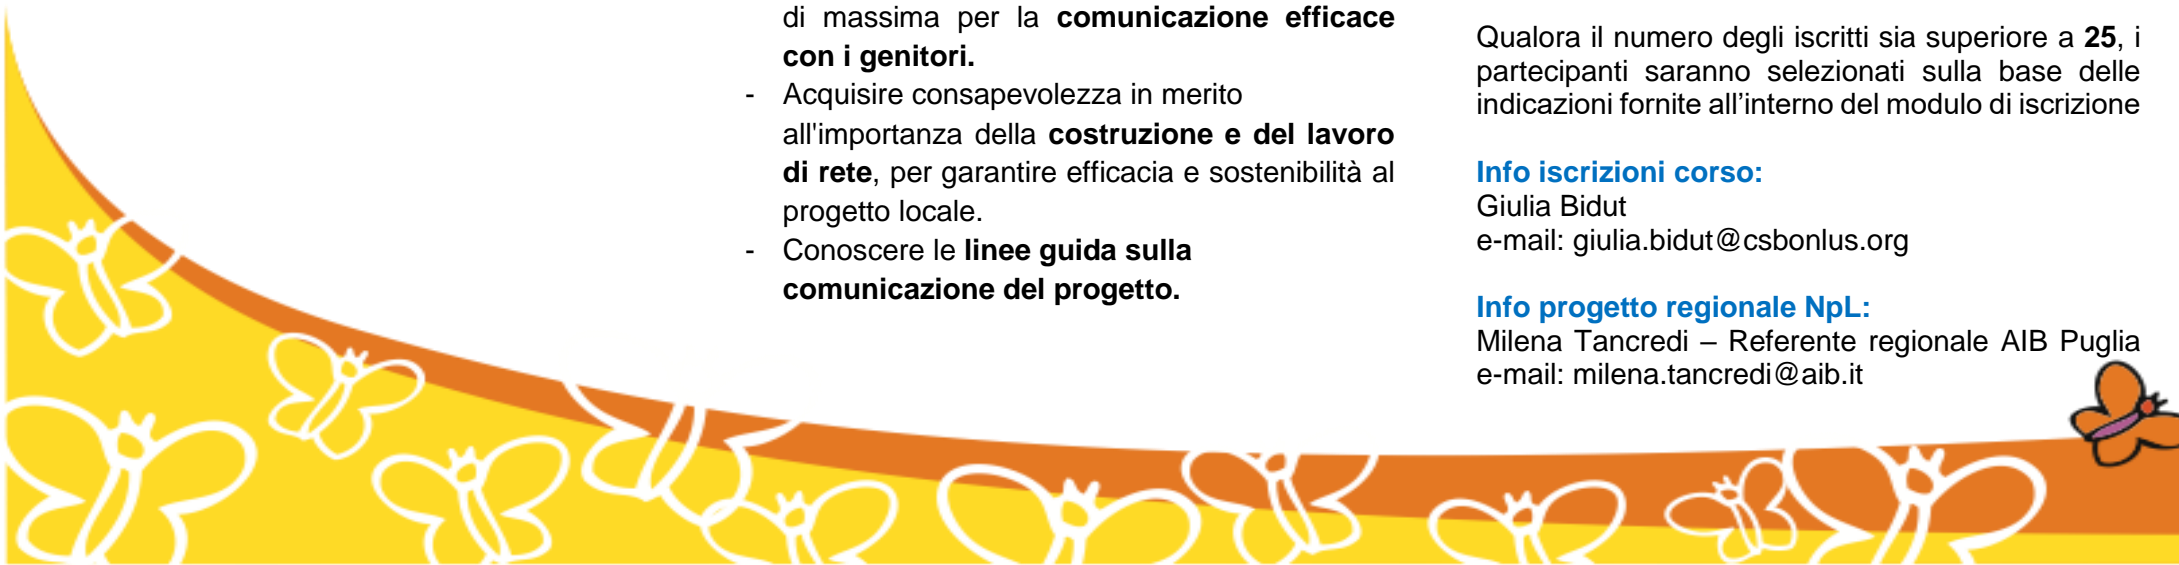 di massima per la comunicazione efficace
con i genitori.
- Acquisire consapevolezza in merito
all'importanza della costruzione e del lavoro
di rete, per garantire efficacia e sostenibilità al
progetto locale.
- Conoscere le linee guida sulla
comunicazione del progetto.
Qualora il numero degli iscritti sia superiore a 25, i
partecipanti saranno selezionati sulla base delle
indicazioni fornite all’interno del modulo di iscrizione
Info iscrizioni corso:
Giulia Bidut
e-mail: giulia.bidut@csbonlus.org
Info progetto regionale NpL:
Milena Tancredi – Referente regionale AIB Puglia
e-mail: milena.tancredi@aib.it